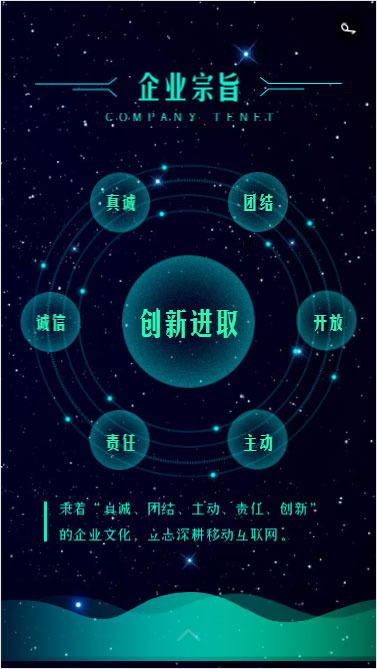 企业宗旨
COMPANY TENET
真诚
团结
诚信
创新进取
开放
责任
主动
秉着“真诚、团结、主动、责任、创新”
的企业文化，立志深耕移动互联网。